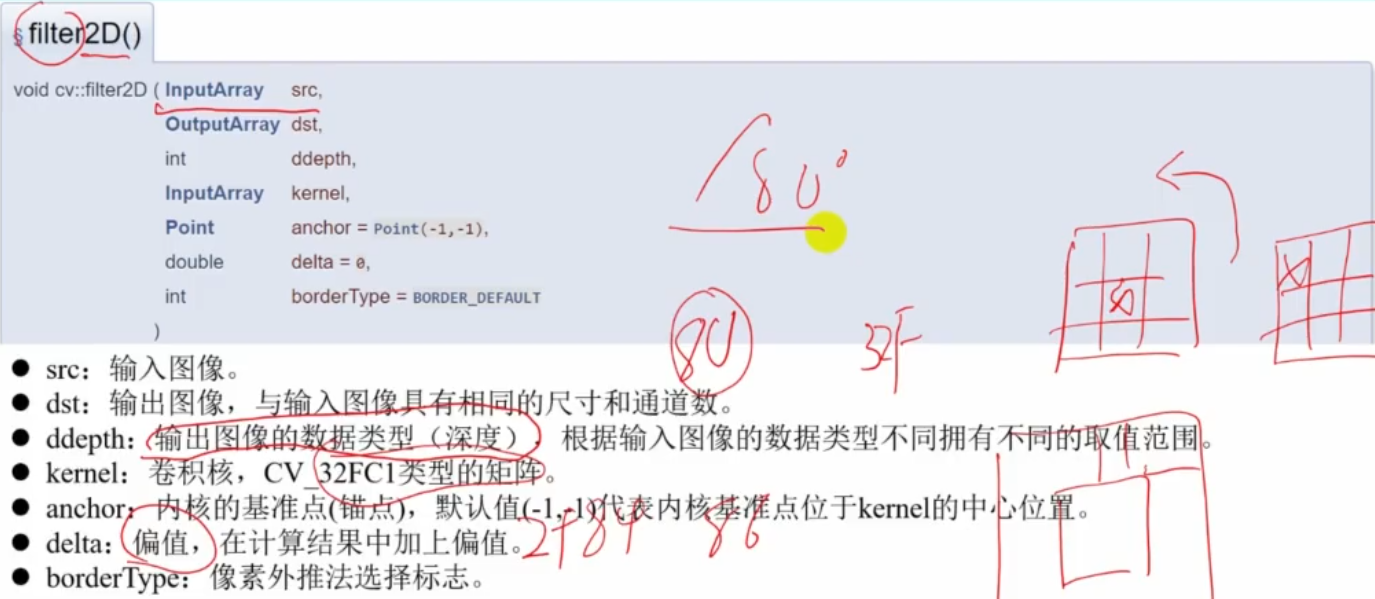 § filter2D()
void cv::filter2D ( InputArray src,
OutputArray dst,
int ddepth,
InputArray kernel,
Point anchor = Point(-1,-1),
double delta = 0,
int borderType = BORDER_DEFAULT
)
180°
8U 32F
● src：输入图像。
● dst：输出图像，与输入图像具有相同的尺寸和通道数。
● ddepth：输出图像的数据类型（深度），根据输入图像的数据类型不同拥有不同的取值范围。
● kernel：卷积核，CV_32FC1类型的矩阵。
● anchor：内核的基准点(锚点)，默认值(-1,-1)代表内核基准点位于kernel的中心位置。
● delta：偏值，在计算结果中加上偏值。 2+84 86
● borderType：像素外推法选择标志。